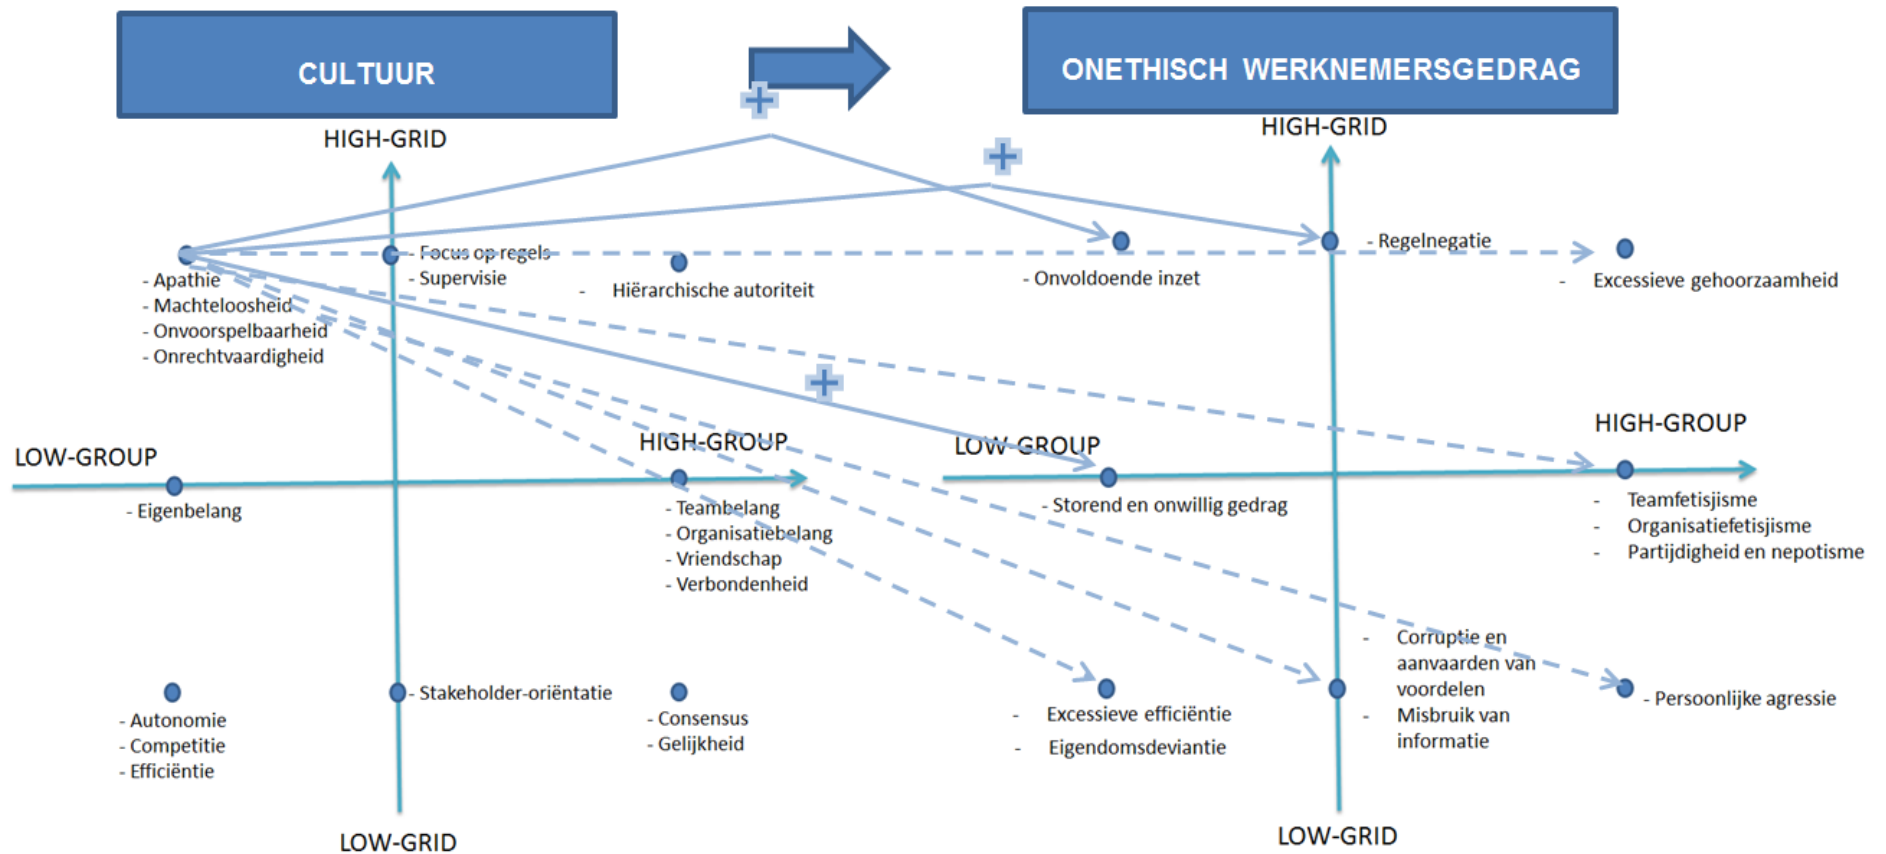 CULTUUR
ONETHISCH WERKNEMERSGEDRAG
HIGH-GRID
- Focus op regels
- Supervisie
- Apathie
- Machteloosheid
- Onvoorspelbaarheid
- Onrechtvaardigheid
- Hiërarchische autoriteit
LOW-GROUP
- Eigenbelang
HIGH-GROUP
- Teambelang
- Organisatiebelang
- Vriendschap
- Verbondenheid
- Autonomie
- Competitie
- Efficiëntie
- Stakeholder-oriëntatie
- Consensus
- Gelijkheid
LOW-GRID
HIGH-GRID
- Onvoldoende inzet
- Regelnegatie
- Excessieve gehoorzaamheid
LOW-GROUP
- Storend en onwillig gedrag
HIGH-GROUP
- Teamfetisjisme
- Organisatiefetisjisme
- Partijdigheid en nepotisme
- Excessieve efficiëntie
- Eigendomsdeviantie
- Corruptie en
aanvaarden van
voordelen
- Misbruik van
informatie
- Persoonlijke agressie
LOW-GRID